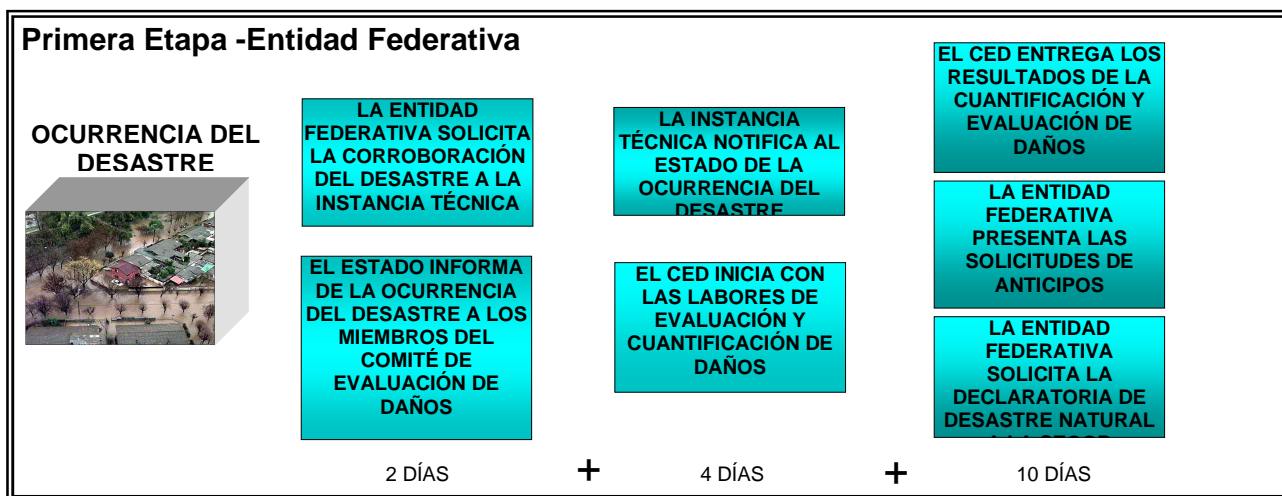 Primera Etapa -Entidad Federativa
OCURRENCIA DEL
DESASTRE
LA ENTIDAD
FEDERATIVA SOLICITA
LA CORROBORACIÓN
DEL DESASTRE A LA
INSTANCIA TÉCNICA
EL ESTADO INFORMA
DE LA OCURRENCIA
DEL DESASTRE A LOS
MIEMBROS DEL
COMITÉ DE
EVALUACIÓN DE
DAÑOS
LA INSTANCIA
TÉCNICA NOTIFICA AL
ESTADO DE LA
OCURRENCIA DEL
DESASTRE
EL CED INICIA CON
LAS LABORES DE
EVALUACIÓN Y
CUANTIFICACIÓN DE
DAÑOS
EL CED ENTREGA LOS
RESULTADOS DE LA
CUANTIFICACIÓN Y
EVALUACIÓN DE
DAÑOS
LA ENTIDAD
FEDERATIVA
PRESENTA LAS
SOLICITUDES DE
ANTICIPOS
LA ENTIDAD
FEDERATIVA
SOLICITA LA
DECLARATORIA DE
DESASTRE NATURAL
2 DÍAS + 4 DÍAS + 10 DÍAS